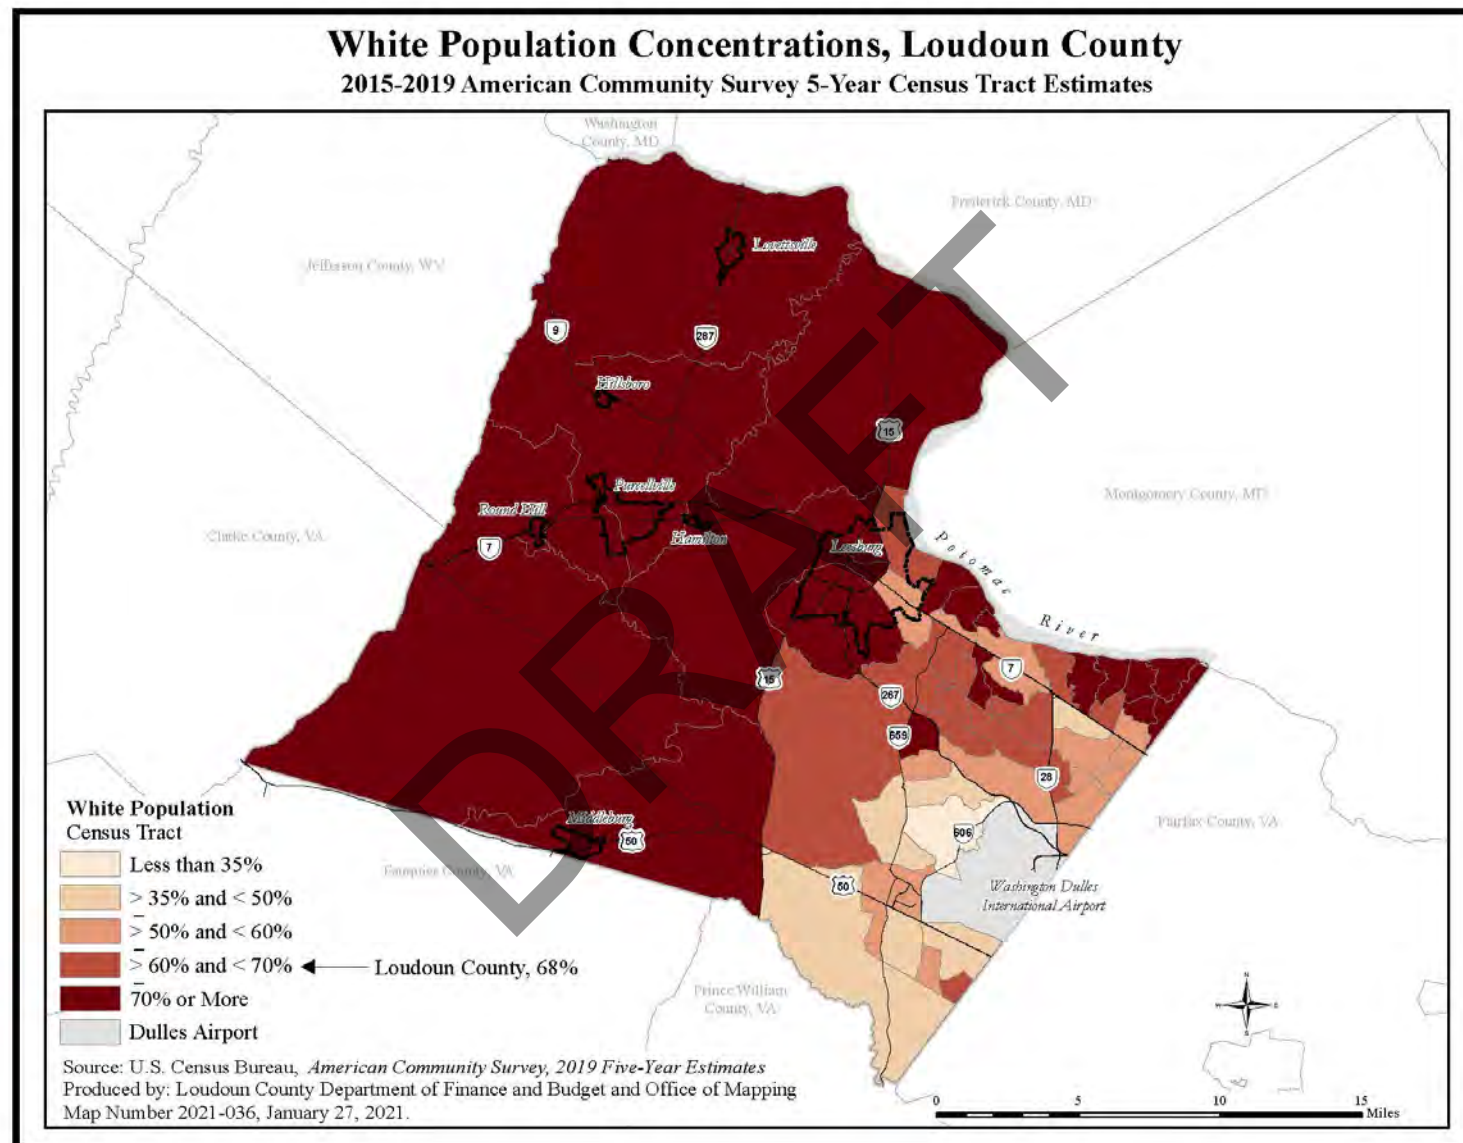 White Population Concentrations, Loudoun County
2015-2019 American Community Survey 5-Year Census Tract Estimates
Washington
County, MD
Frederick County, MD
Jefferson County, WV
Lovettsville
9
287
Hillsboro
15
Purcellville
Montgomery County, MD
Round Hill
Clarke County, VA
Hamilton
Leesburg
7
Potomac
River
7
15
267
659
28
White Population
Census Tract
Less than 35%
> 35% and < 50%
> 50% and < 60%
> 60% and < 70%
Loudoun County, 68%
70% or More
Dulles Airport
Middleburg
50
606
Fairfax County, VA
Fauquier County, VA
50
Washington Dulles
International Airport
Prince William
County, VA
N
W
E
S
DRAFT
Source: U.S. Census Bureau, American Community Survey, 2019 Five-Year Estimates
Produced by: Loudoun County Department of Finance and Budget and Office of Mapping
Map Number 2021-036, January 27, 2021.
0
5
10
15
Miles